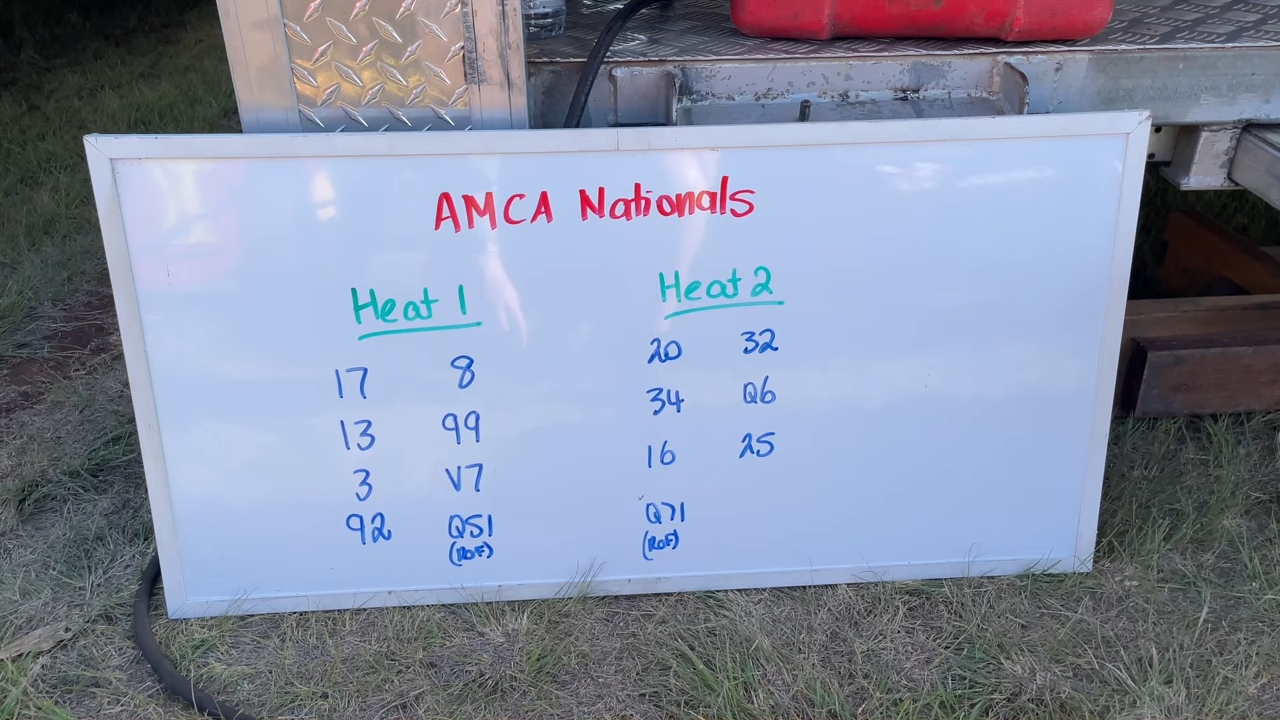 AMCA Nationals
Heat 1
17 8
13 99
3 V7
92 Q51
(ROF)
Heat 2
20 32
34 Q6
16 25
Q71
(ROF)